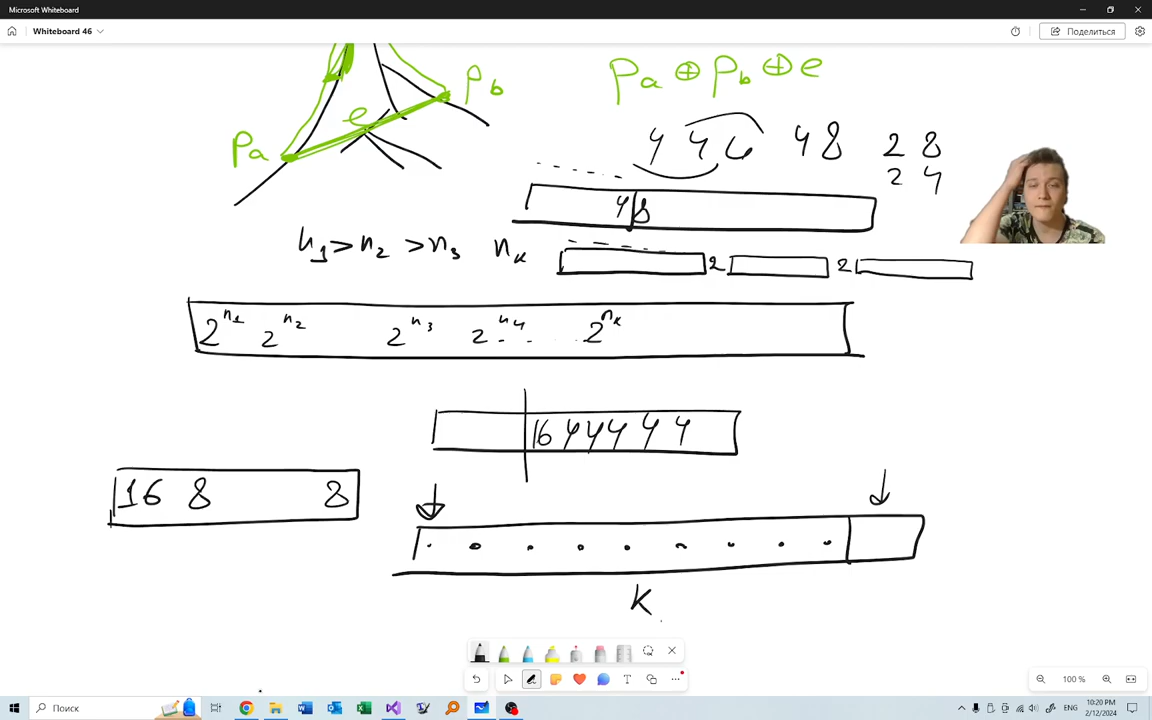 Microsoft Whiteboard
Whiteboard 46
Поделиться
Pa ⊕ Pb ⊕ e
Pb
e
Pa
4 4 6 4 8 2 8
2 4
4 8
n1 > n2 > n3 nk
2 2
2^n1 2^n2 2^n3 2^n4 . . . 2^nk
16 4 4 4 4 4
16 8 8
K
100 %
Поиск
ENG
10:20 PM
2/12/2024